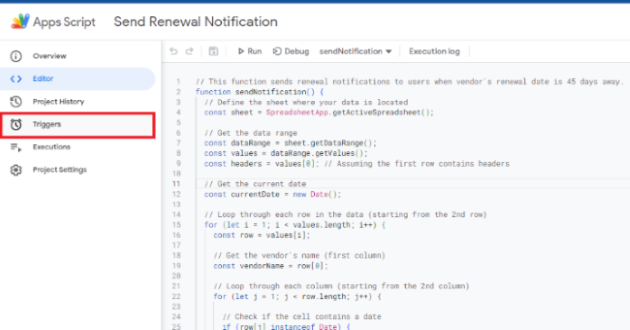 Apps Script
Send Renewal Notification
Overview
Editor
Project History
Triggers
Executions
Project Settings
Run Debug sendNotification Execution log
1 // This function sends renewal notifications to users when vendor`s renewal date is 45 days away.
2 function sendNotification() {
3 // Define the sheet where your data is located
4 const sheet = SpreadsheetApp.getActiveSpreadsheet();
5
6 // Get the data range
7 const dataRange = sheet.getDataRange();
8 const values = dataRange.getValues();
9 const headers = values[0]; // Assuming the first row contains headers
10
11 // Get the current date
12 const currentDate = new Date();
13
14 // Loop through each row in the data (starting from the 2nd row)
15 for (let i = 1; i < values.length; i++) {
16 const row = values[i];
17
18 // Get the vendor's name (first column)
19 const vendorName = row[0];
20
21 // Loop through each column (starting from the 2nd column)
22 for (let j = 1; j < row.length; j++) {
23
24 // Check if the cell contains a date
25 if (row[j] instanceof Date) {